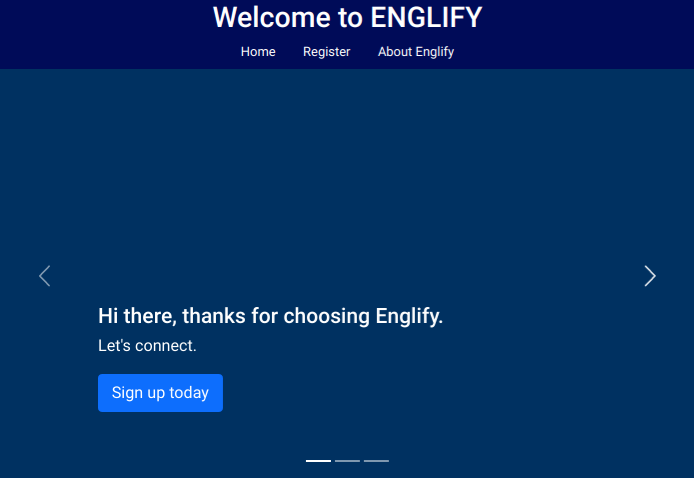 Welcome to ENGLIFY
Home Register About Englify
Hi there, thanks for choosing Englify.
Let's connect.
Sign up today